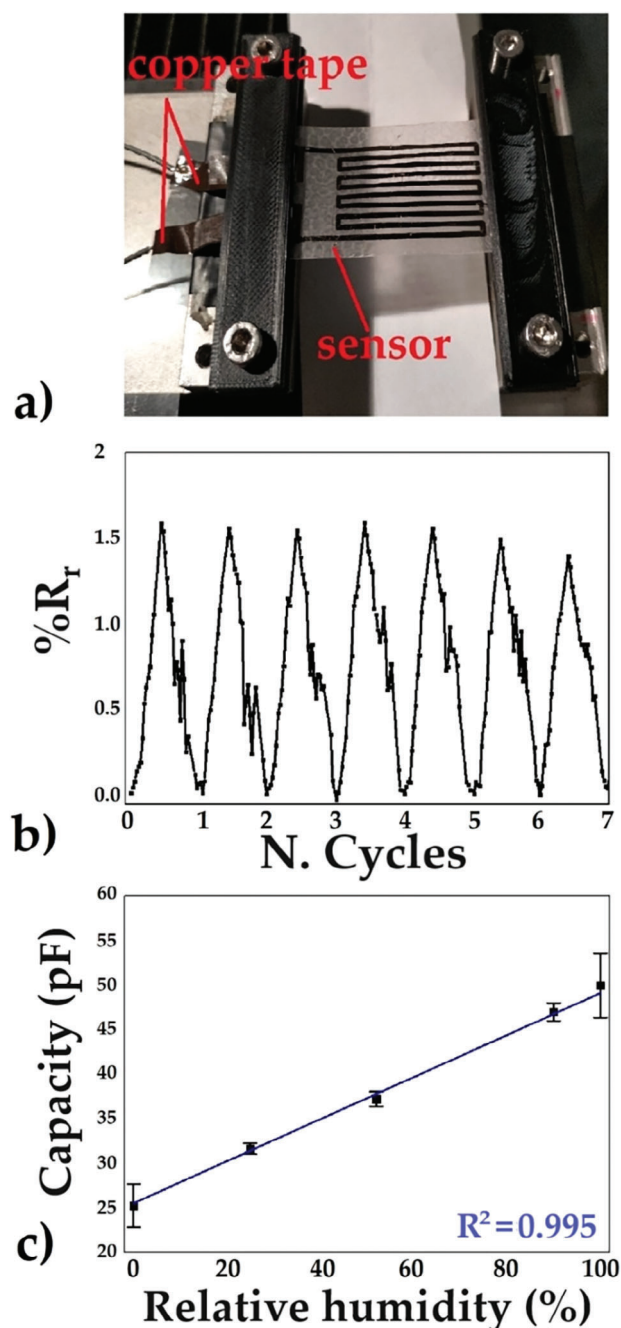 copper tape
sensor
a)
2
1.5
1.0
0.5
0.0
%Rr
0 1 2 3 4 5 6 7
N. Cycles
b)
60
55
50
45
40
35
30
25
20
Capacity (pF)
R²=0.995
0 20 40 60 80 100
Relative humidity (%)
c)